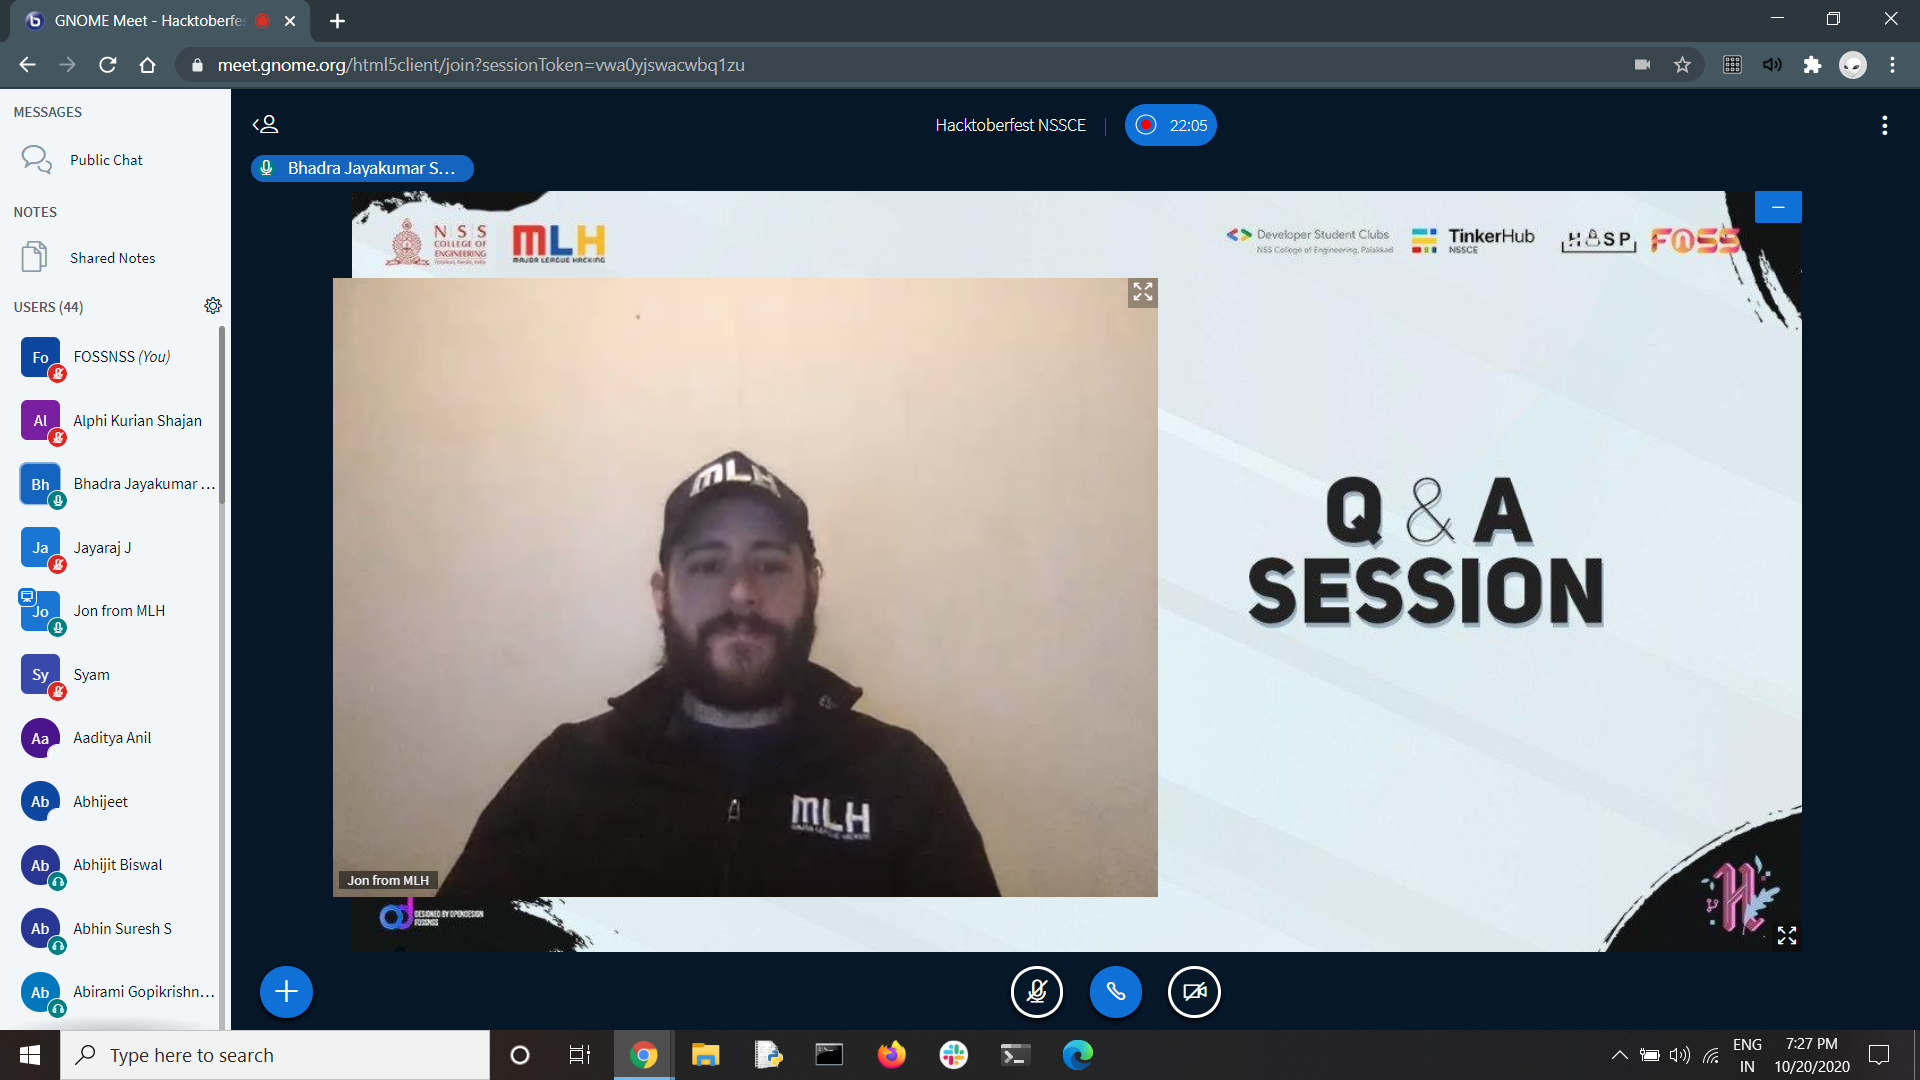 GNOME Meet - Hacktoberfes
meet.gnome.org/html5client/join?sessionToken=vwa0yjswacwbq1zu
MESSAGES
Public Chat
NOTES
Shared Notes
USERS (44)
Fo FOSSNSS (You)
Al Alphi Kurian Shajan
Bh Bhadra Jayakumar ...
Ja Jayaraj J
Jo Jon from MLH
Sy Syam
Aa Aaditya Anil
Ab Abhijeet
Ab Abhijit Biswal
Ab Abhin Suresh S
Ab Abirami Gopikrishn...
Hacktoberfest NSSCE
22:05
Bhadra Jayakumar S...
NSS
COLLEGE OF
ENGINEERING
MLH
MAJOR LEAGUE HACKING
Developer Student Clubs
NSS College of Engineering, Palakkad
TinkerHub
NSSCE
HASP
FOSS
MLH
MLH
MAJOR LEAGUE HACKING
Jon from MLH
Q & A
SESSION
DESIGNED BY OPENDESIGN
FOSSNSS
H
Type here to search
ENG
IN
7:27 PM
10/20/2020